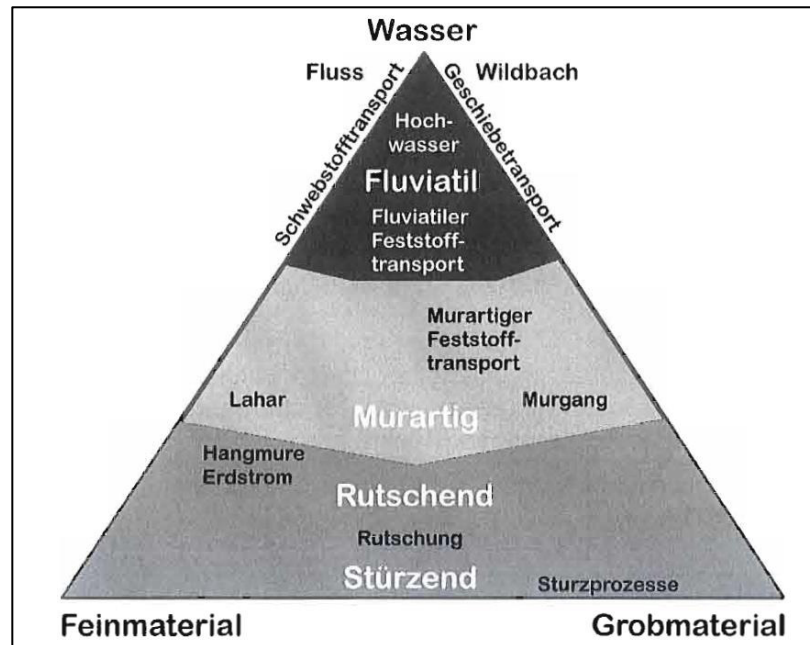 Wasser
Fluss
Wildbach
Schwebstofftransport
Geschiebetransport
Hoch-
wasser
Fluviatil
Fluviatiler
Feststoff-
transport
Murartiger
Feststoff-
transport
Lahar
Murgang
Murartig
Hangmure
Erdstrom
Rutschend
Rutschung
Stürzend
Sturzprozesse
Feinmaterial
Grobmaterial